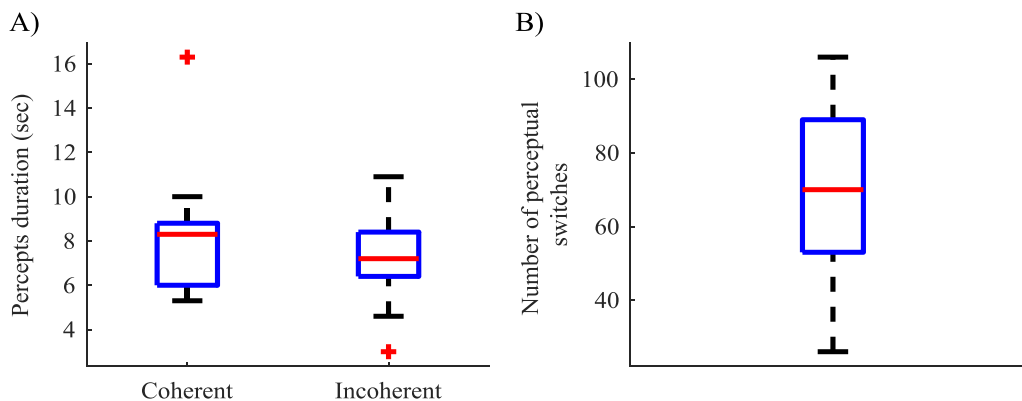 A)
Percepts duration (sec)
16
14
12
10
8
6
4
Coherent
Incoherent
B)
Number of perceptual
switches
100
80
60
40